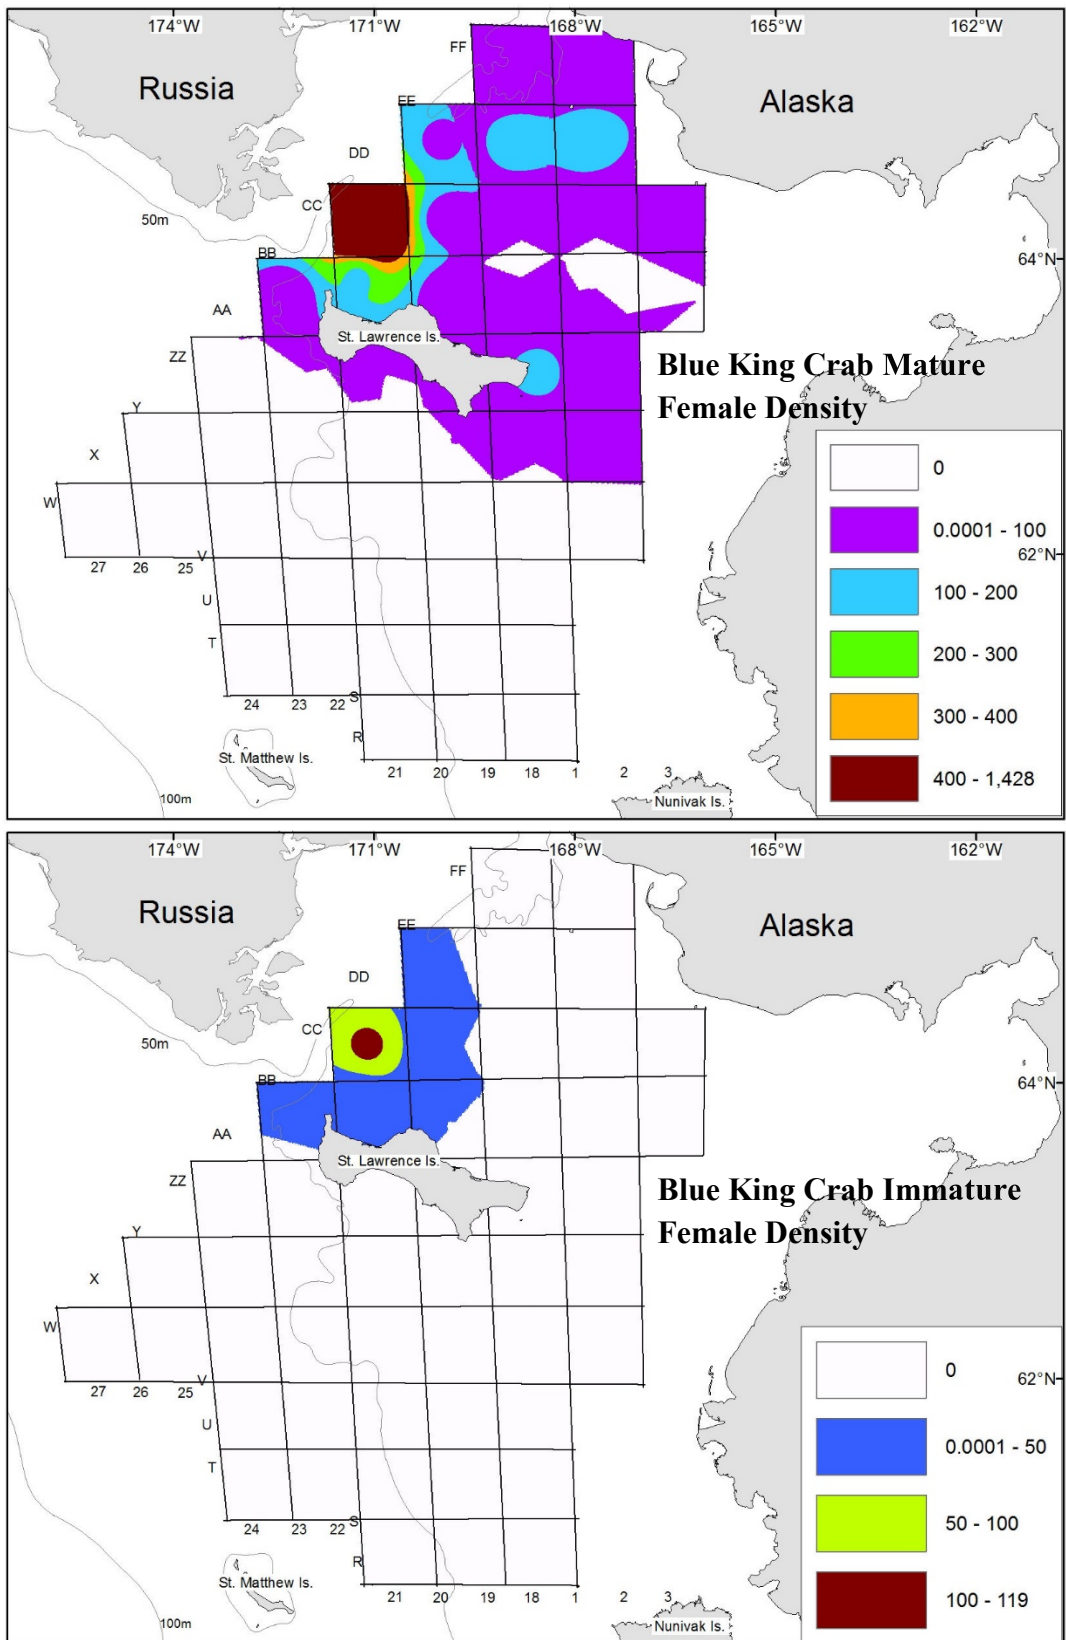 174°W 171°W 168°W 165°W 162°W
FF
Russia
Alaska
EE
DD
CC
50m
BB
64°N
AA
St. Lawrence Is.
ZZ
Blue King Crab Mature
Female Density
Y
X
0
W
0.0001 - 100
62°N
27 26 25 V
100 - 200
U
T
200 - 300
24 23 22 S
300 - 400
R
St. Matthew Is.
21 20 19 18 1 2 3
400 - 1,428
100m
Nunivak Is.
174°W 171°W 168°W 165°W 162°W
FF
Russia
Alaska
EE
DD
CC
50m
BB
64°N
AA
St. Lawrence Is.
ZZ
Blue King Crab Immature
Female Density
Y
X
W
0
62°N
27 26 25 V
U
0.0001 - 50
T
24 23 22 S
50 - 100
R
St. Matthew Is.
21 20 19 18 1 2 3
100 - 119
100m
Nunivak Is.